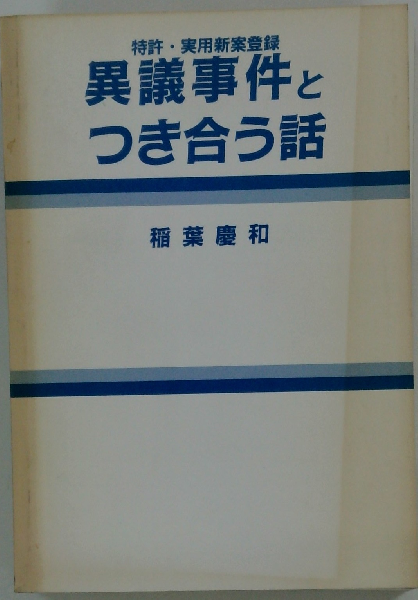 特許・実用新案登録
異議事件と
つき合う話
稲葉慶和